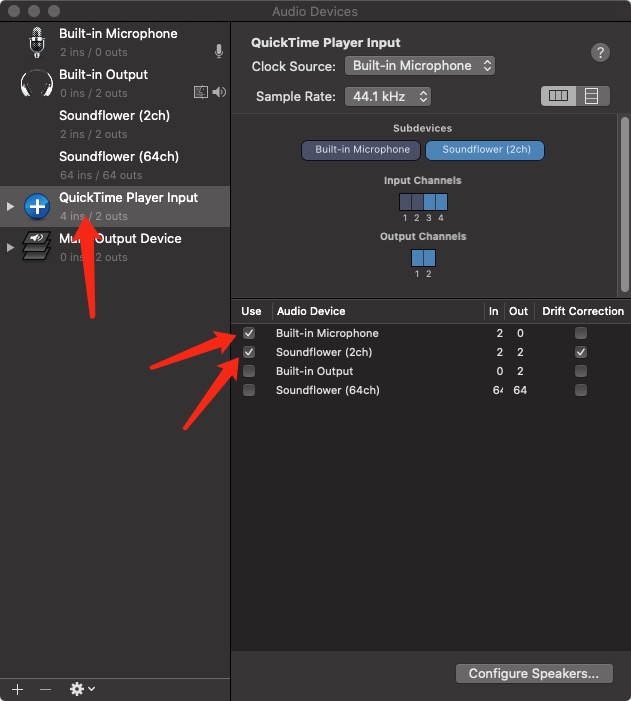 Audio Devices
Built-in Microphone
2 ins / 0 outs
Built-in Output
0 ins / 2 outs
Soundflower (2ch)
2 ins / 2 outs
Soundflower (64ch)
64 ins / 64 outs
QuickTime Player Input
4 ins / 2 outs
Output Device
0 outs
QuickTime Player Input
?
Clock Source: Built-in Microphone
Sample Rate: 44.1 kHz
Subdevices
Built-in Microphone Soundflower (2ch)
Input Channels
1 2 3 4
Output Channels
1 2
Use Audio Device In Out Drift Correction
Built-in Microphone 2 0
Soundflower (2ch) 2 2
Built-in Output 0 2
Soundflower (64ch) 64 64
Configure Speakers...